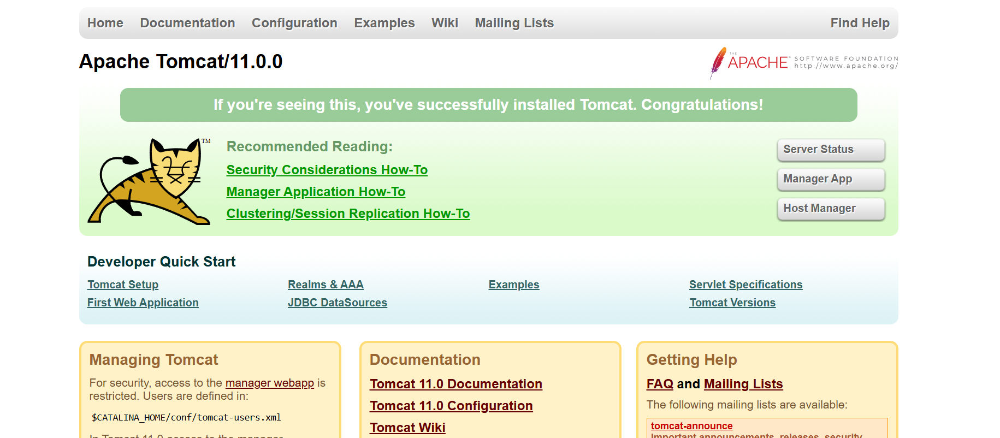 Home Documentation Configuration Examples Wiki Mailing Lists Find Help
Apache Tomcat/11.0.0
THE APACHE™ SOFTWARE FOUNDATION
http://www.apache.org/
If you're seeing this, you've successfully installed Tomcat. Congratulations!
TM
Recommended Reading:
Security Considerations How-To
Manager Application How-To
Clustering/Session Replication How-To
Server Status
Manager App
Host Manager
Developer Quick Start
Tomcat Setup
First Web Application
Realms & AAA
JDBC DataSources
Examples
Servlet Specifications
Tomcat Versions
Managing Tomcat
For security, access to the manager webapp is
restricted. Users are defined in:
$CATALINA_HOME/conf/tomcat-users.xml
In Tomcat 11.0 access to the manager
Documentation
Tomcat 11.0 Documentation
Tomcat 11.0 Configuration
Tomcat Wiki
Getting Help
FAQ and Mailing Lists
The following mailing lists are available:
tomcat-announce
Important announcements, releases, security